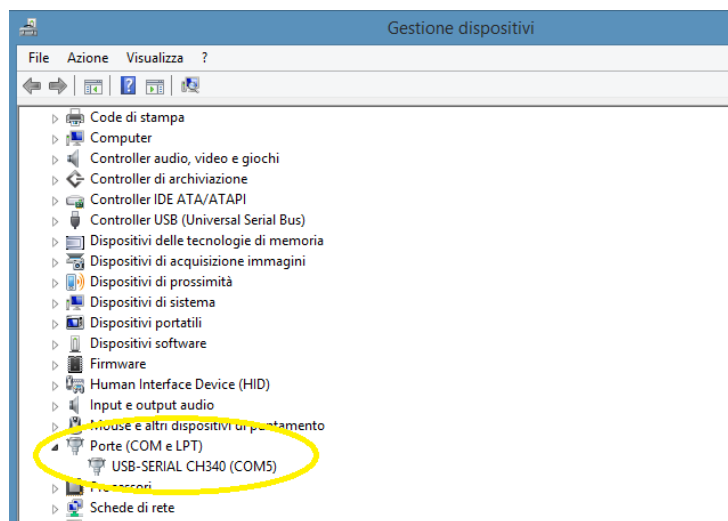 Gestione dispositivi
File Azione Visualizza ?
Code di stampa
Computer
Controller audio, video e giochi
Controller di archiviazione
Controller IDE ATA/ATAPI
Controller USB (Universal Serial Bus)
Dispositivi delle tecnologie di memoria
Dispositivi di acquisizione immagini
Dispositivi di prossimità
Dispositivi di sistema
Dispositivi portatili
Dispositivi software
Firmware
Human Interface Device (HID)
Input e output audio
Mouse e altri dispositivi di puntamento
Porte (COM e LPT)
USB-SERIAL CH340 (COM5)
Processori
Schede di rete